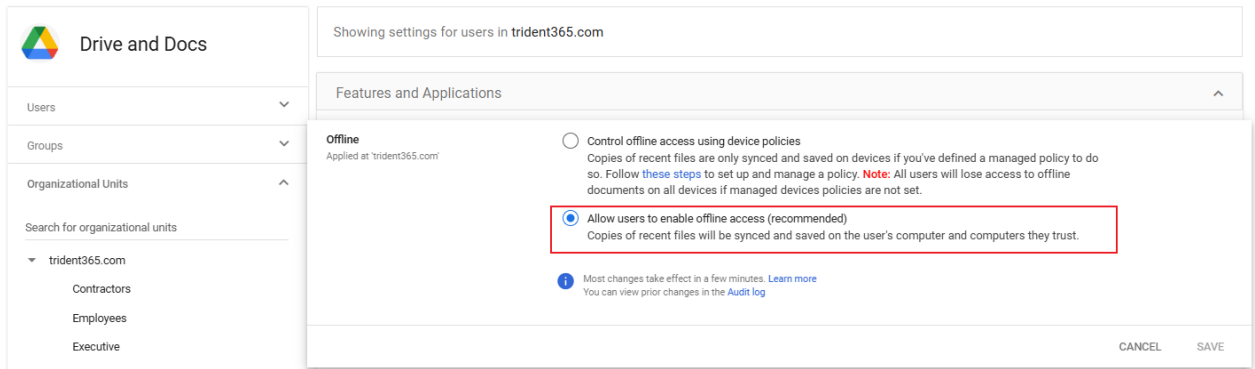 Drive and Docs
Users
Groups
Organizational Units
Search for organizational units
trident365.com
Contractors
Employees
Executive
Showing settings for users in trident365.com
Features and Applications
Offline
Applied at 'trident365.com'
Control offline access using device policies
Copies of recent files are only synced and saved on devices if you've defined a managed policy to do
so. Follow these steps to set up and manage a policy. Note: All users will lose access to offline
documents on all devices if managed devices policies are not set.
Allow users to enable offline access (recommended)
Copies of recent files will be synced and saved on the user's computer and computers they trust.
Most changes take effect in a few minutes. Learn more
You can view prior changes in the Audit log
CANCEL
SAVE